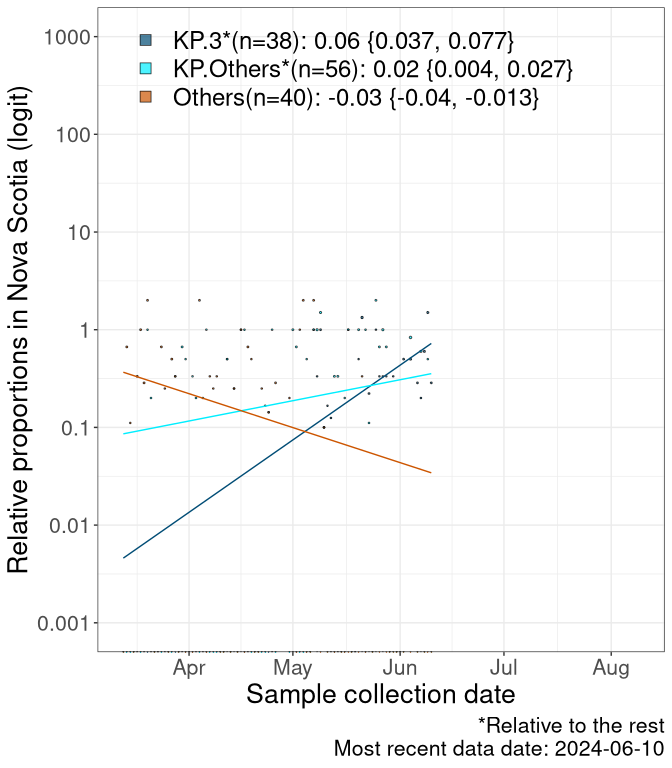 KP.3*(n=38): 0.06 {0.037, 0.077}
KP.Others*(n=56): 0.02 {0.004, 0.027}
Others(n=40): -0.03 {-0.04, -0.013}
Relative proportions in Nova Scotia (logit)
1000
100
10
1
0.1
0.01
0.001
Apr May Jun Jul Aug
Sample collection date
*Relative to the rest
Most recent data date: 2024-06-10